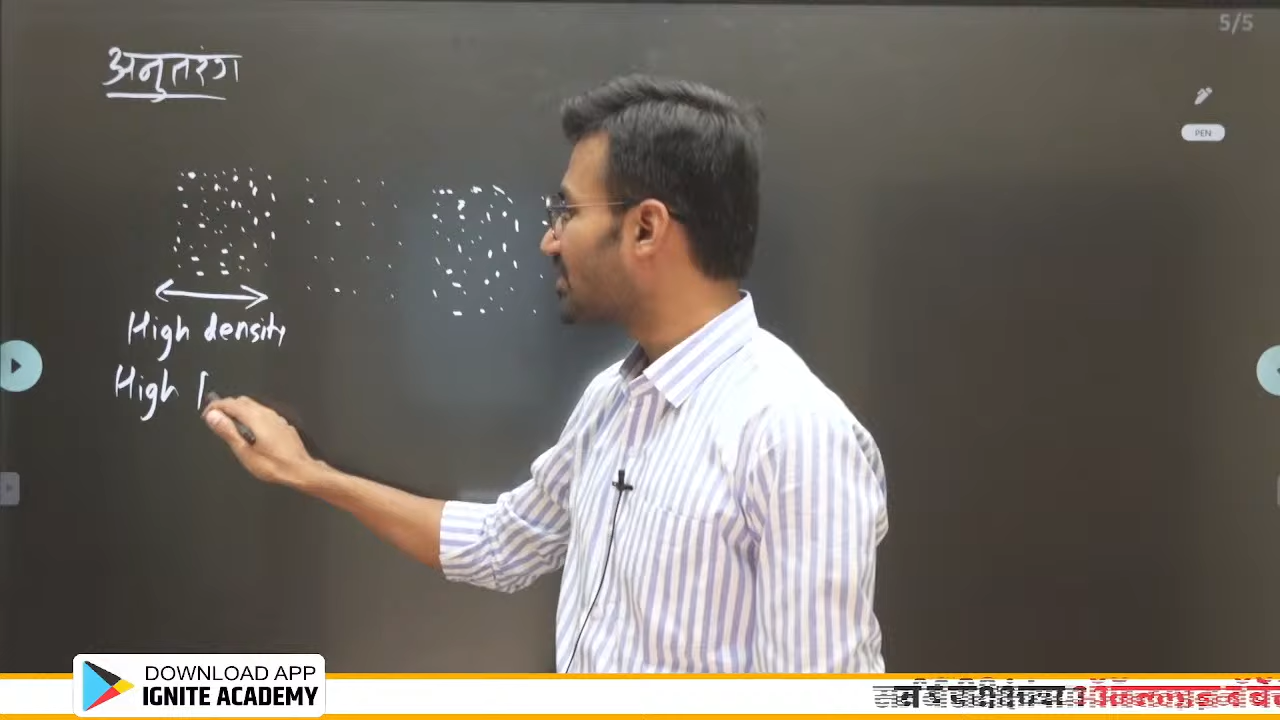 5/5
अनुतरंग
PEN
High density
High
DOWNLOAD APP
IGNITE ACADEMY